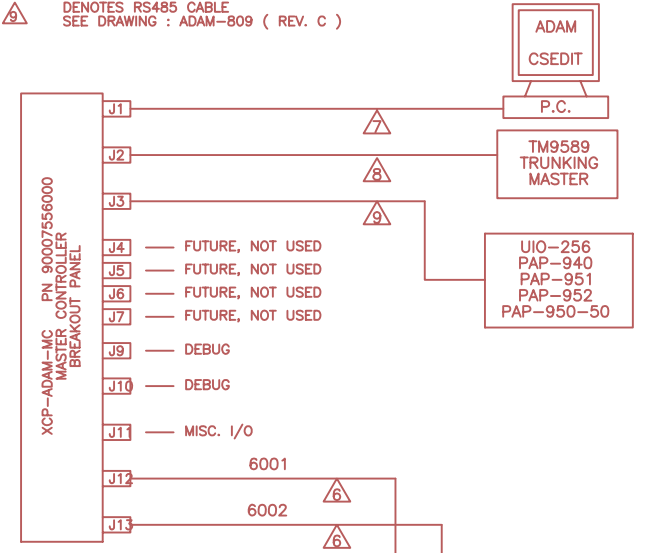 9 DENOTES RS485 CABLE
SEE DRAWING : ADAM-809 ( REV. C )
ADAM
CSEDIT
P.C.
J1
7
J2
8
TM9589
TRUNKING
MASTER
J3
9
UIO-256
PAP-940
PAP-951
PAP-952
PAP-950-50
J4 FUTURE, NOT USED
J5 FUTURE, NOT USED
J6 FUTURE, NOT USED
J7 FUTURE, NOT USED
J9 DEBUG
J10 DEBUG
J11 MISC. I/O
J12 6001
6
J13 6002
6
XCP-ADAM-MC PN 90007556000
MASTER CONTROLLER
BREAKOUT PANEL